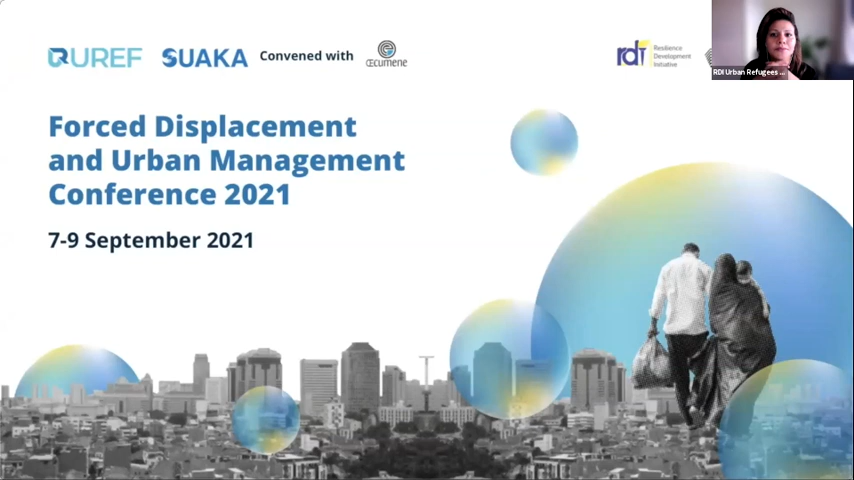 RUREF SUAKA Convened with ŒCUMENE
rdi Resilience
Development
Initiative
RDI Urban Refugees ...
Forced Displacement
and Urban Management
Conference 2021
7-9 September 2021